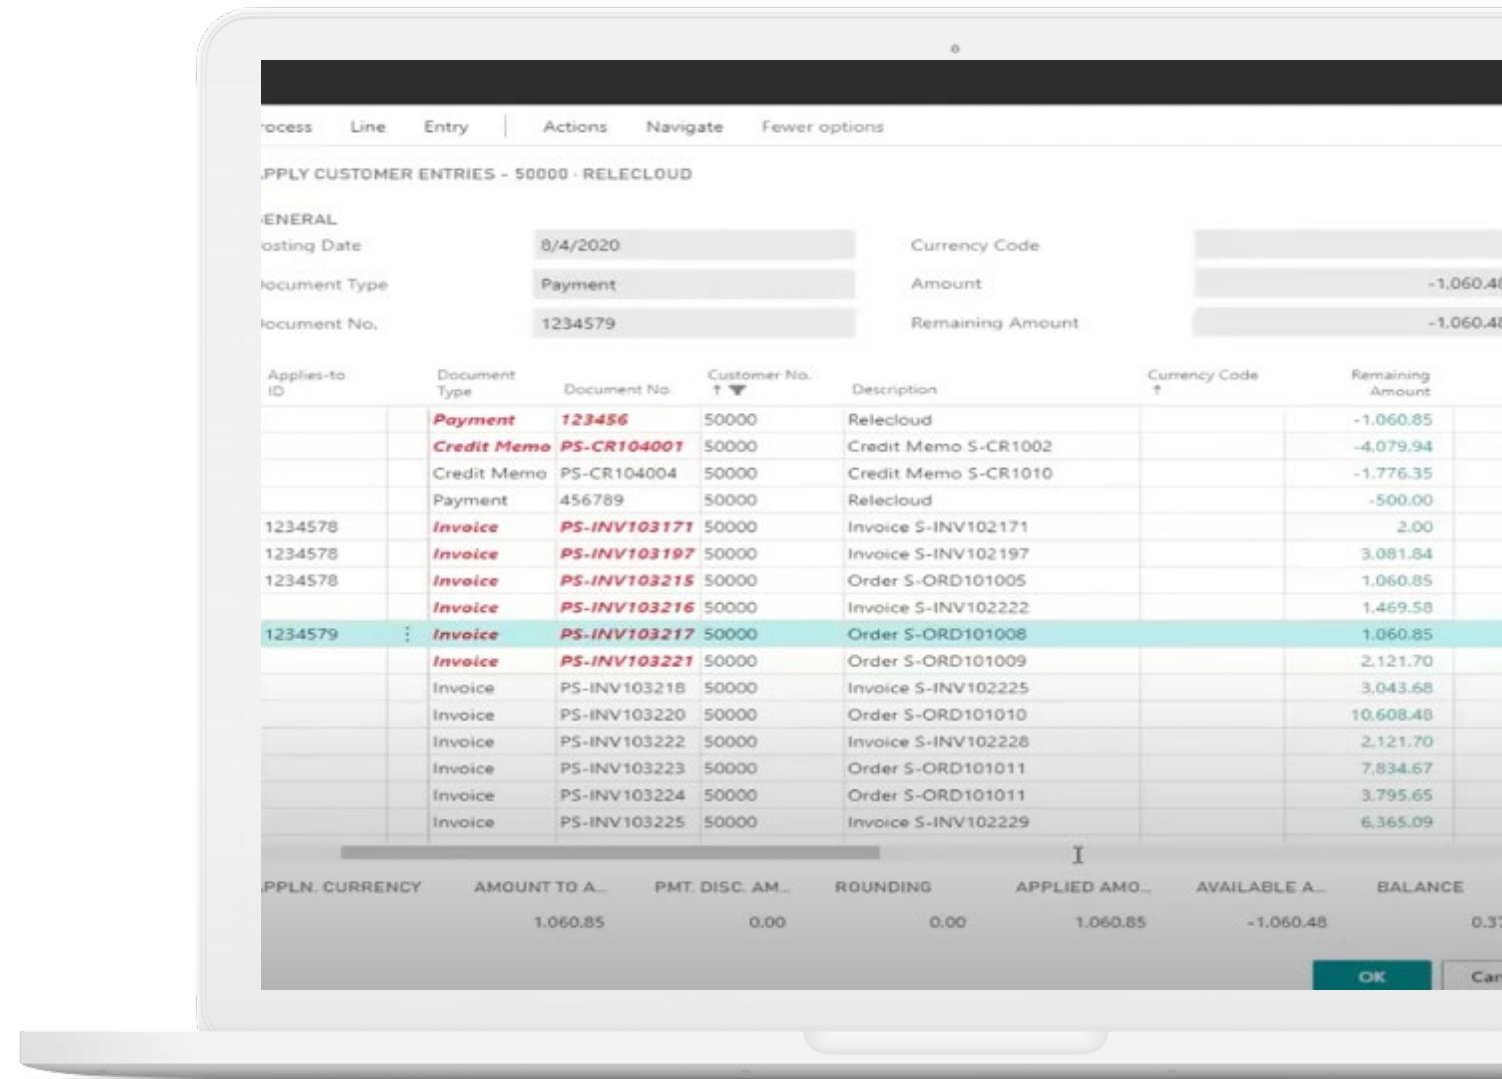 rocess Line Entry Actions Navigate Fewer options
PPLY CUSTOMER ENTRIES – 50000 · RELECLOUD
ENERAL
osting Date 8/4/2020 Currency Code
ocument Type Payment Amount -1,060.48
ocument No. 1234579 Remaining Amount -1,060.48
Applies-to ID Document Type Document No. Customer No. ↑ Description Currency Code ↑ Remaining Amount
Payment 123456 50000 Relecloud -1,060.85
Credit Memo PS-CR104001 50000 Credit Memo S-CR1002 -4,079.94
Credit Memo PS-CR104004 50000 Credit Memo S-CR1010 -1,776.35
Payment 456789 50000 Relecloud -500.00
1234578 Invoice PS-INV103171 50000 Invoice S-INV102171 2.00
1234578 Invoice PS-INV103197 50000 Invoice S-INV102197 3,081.84
1234578 Invoice PS-INV103215 50000 Order S-ORD101005 1,060.85
Invoice PS-INV103216 50000 Invoice S-INV102222 1,469.58
1234579 Invoice PS-INV103217 50000 Order S-ORD101008 1,060.85
Invoice PS-INV103221 50000 Order S-ORD101009 2,121.70
Invoice PS-INV103218 50000 Invoice S-INV102225 3,043.68
Invoice PS-INV103220 50000 Order S-ORD101010 10,608.48
Invoice PS-INV103222 50000 Invoice S-INV102228 2,121.70
Invoice PS-INV103223 50000 Order S-ORD101011 7,834.67
Invoice PS-INV103224 50000 Order S-ORD101011 3,795.65
Invoice PS-INV103225 50000 Invoice S-INV102229 6,365.09
PPLN. CURRENCY AMOUNT TO A... PMT. DISC. AM... ROUNDING APPLIED AMO... AVAILABLE A... BALANCE
1,060.85 0.00 0.00 1,060.85 -1,060.48 0.37
OK Can